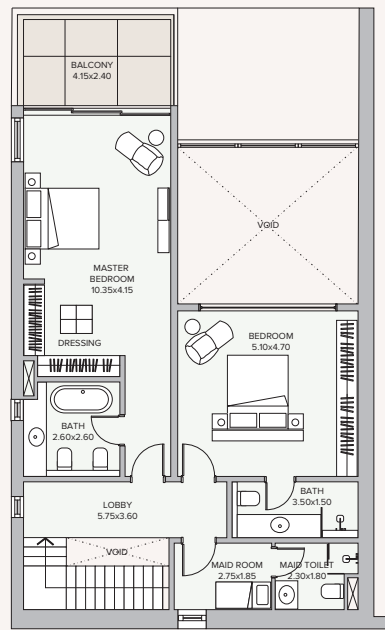 BALCONY
4.15x2.40
VOID
MASTER
BEDROOM
10.35x4.15
DRESSING
BEDROOM
5.10x4.70
BATH
2.60x2.60
BATH
3.50x1.50
LOBBY
5.75x3.60
VOID
MAID ROOM
2.75x1.85
MAID TOILET
2.30x1.80